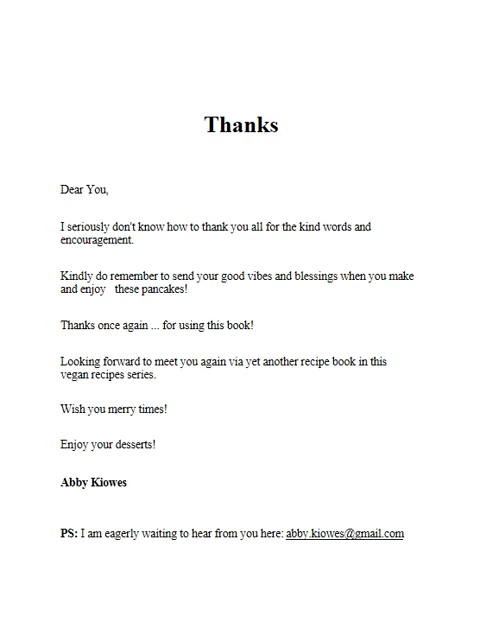 Thanks
Dear You,
I seriously don't know how to thank you all for the kind words and
encouragement.
Kindly do remember to send your good vibes and blessings when you make
and enjoy   these pancakes!
Thanks once again ... for using this book!
Looking forward to meet you again via yet another recipe book in this
vegan recipes series.
Wish you merry times!
Enjoy your desserts!
Abby Kiowes
PS: I am eagerly waiting to hear from you here: abby.kiowes@gmail.com